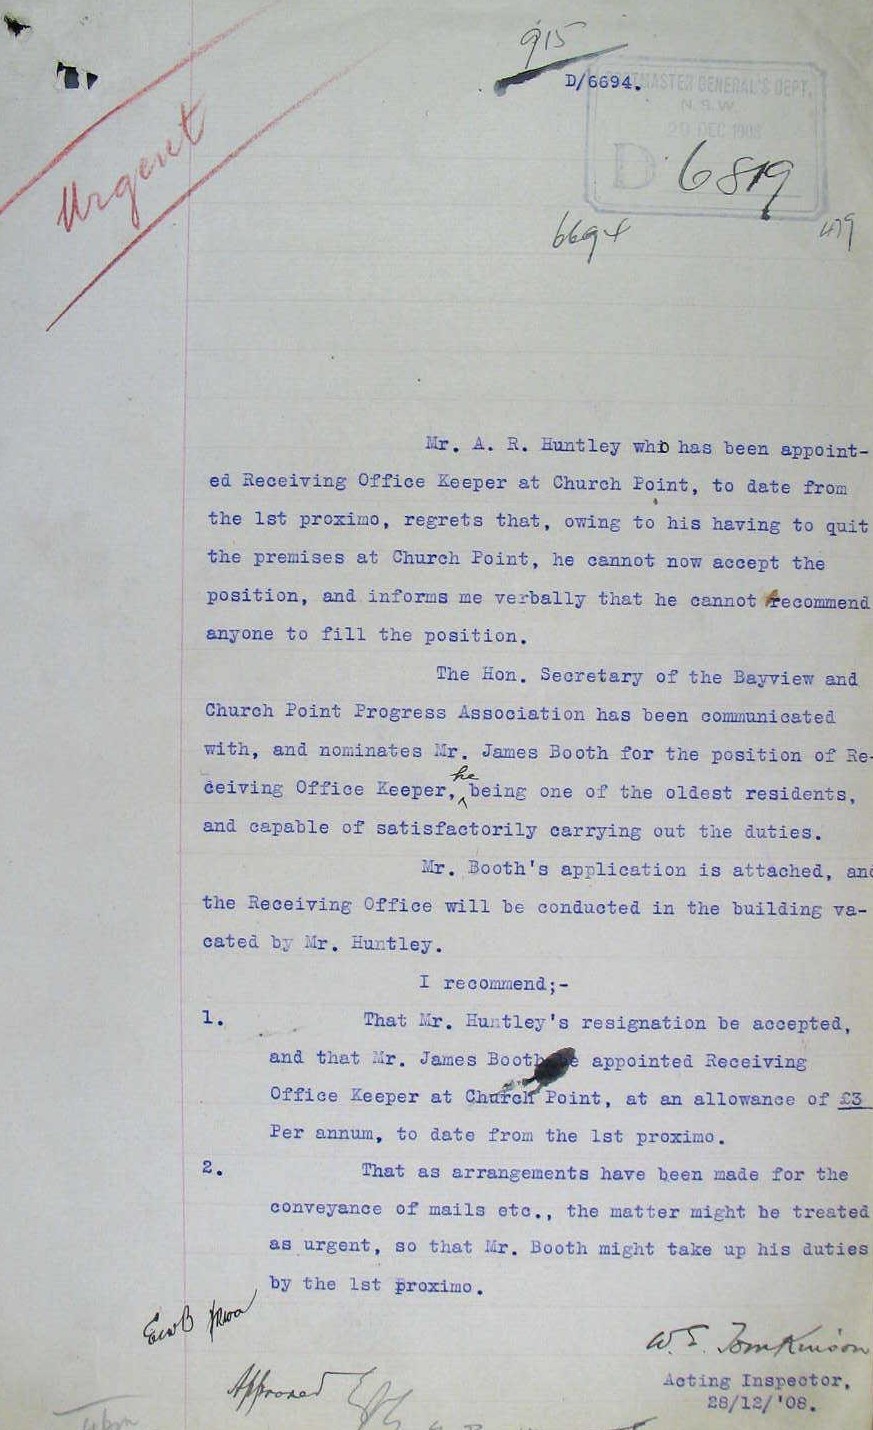 915
D/6694.
POSTMASTER GENERAL'S DEPT.
N.S.W.
29 DEC 1908
D 6819
Urgent
6694
479
Mr. A. R. Huntley who has been appoint-
ed Receiving Office Keeper at Church Point, to date from
the 1st proximo, regrets that, owing to his having to quit
the premises at Church Point, he cannot now accept the
position, and informs me verbally that he cannot recommend
anyone to fill the position.
The Hon. Secretary of the Bayview and
Church Point Progress Association has been communicated
with, and nominates Mr. James Booth for the position of Re-
ceiving Office Keeper, he being one of the oldest residents,
and capable of satisfactorily carrying out the duties.
Mr. Booth's application is attached, and
the Receiving Office will be conducted in the building va-
cated by Mr. Huntley.
I recommend;-
1. That Mr. Huntley's resignation be accepted,
and that Mr. James Booth be appointed Receiving
Office Keeper at Church Point, at an allowance of £3
Per annum, to date from the 1st proximo.
2. That as arrangements have been made for the
conveyance of mails etc., the matter might be treated
as urgent, so that Mr. Booth might take up his duties
by the 1st proximo.
W. E. Tomkinson
Acting Inspector,
28/12/'08.
Approved